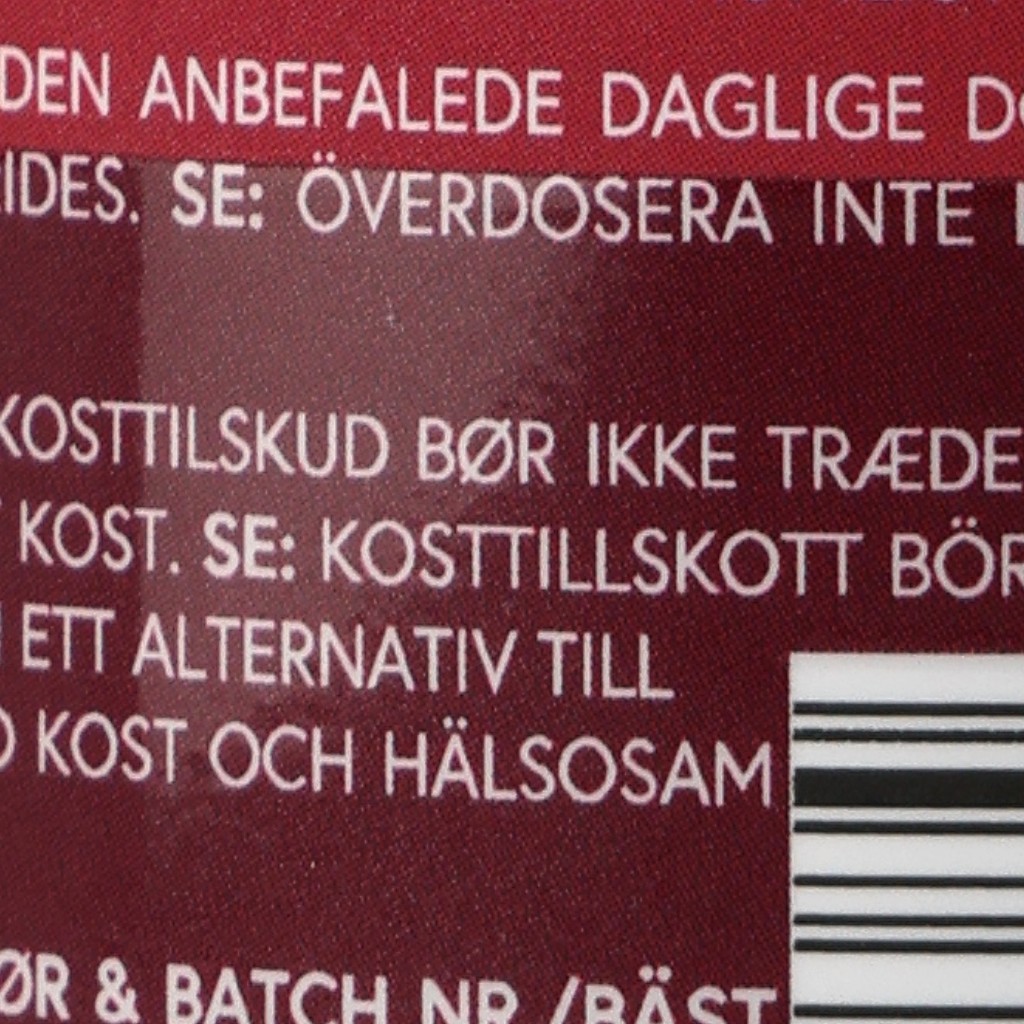 DEN ANBEFALEDE DAGLIGE
IDES. SE: ÖVERDOSERA INTE
KOSTTILSKUD BØR IKKE TRÆDE
KOST. SE: KOSTTILLSKOTT BÖR
ETT ALTERNATIV TILL
KOST OCH HÄLSOSAM
ØR & BATCH NR./BÄST